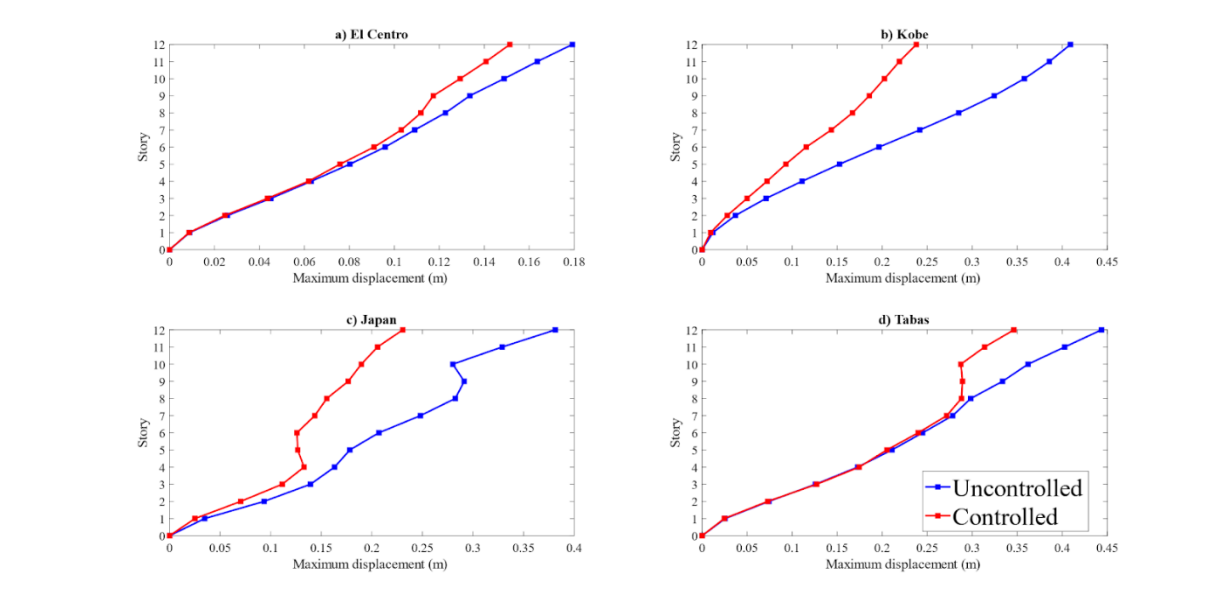 a) El Centro
12
11
10
9
8
7
6
5
4
3
2
1
0
Story
0 0.02 0.04 0.06 0.08 0.1 0.12 0.14 0.16 0.18
Maximum displacement (m)
b) Kobe
12
11
10
9
8
7
6
5
4
3
2
1
0
Story
0 0.05 0.1 0.15 0.2 0.25 0.3 0.35 0.4 0.45
Maximum displacement (m)
c) Japan
12
11
10
9
8
7
6
5
4
3
2
1
0
Story
0 0.05 0.1 0.15 0.2 0.25 0.3 0.35 0.4
Maximum displacement (m)
d) Tabas
12
11
10
9
8
7
6
5
4
3
2
1
0
Story
0 0.05 0.1 0.15 0.2 0.25 0.3 0.35 0.4 0.45
Maximum displacement (m)
Uncontrolled
Controlled